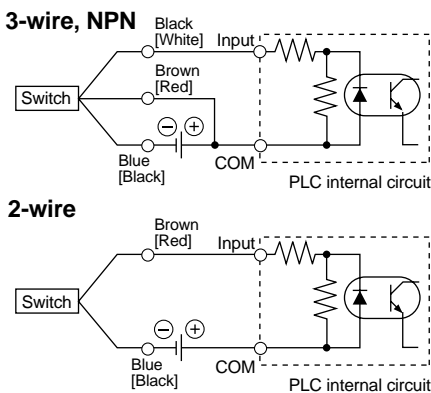 3-wire, NPN
Black
[White]
Input
Brown
[Red]
Switch
Blue
[Black]
COM
PLC internal circuit
2-wire
Brown
[Red]
Input
Switch
Blue
[Black]
COM
PLC internal circuit